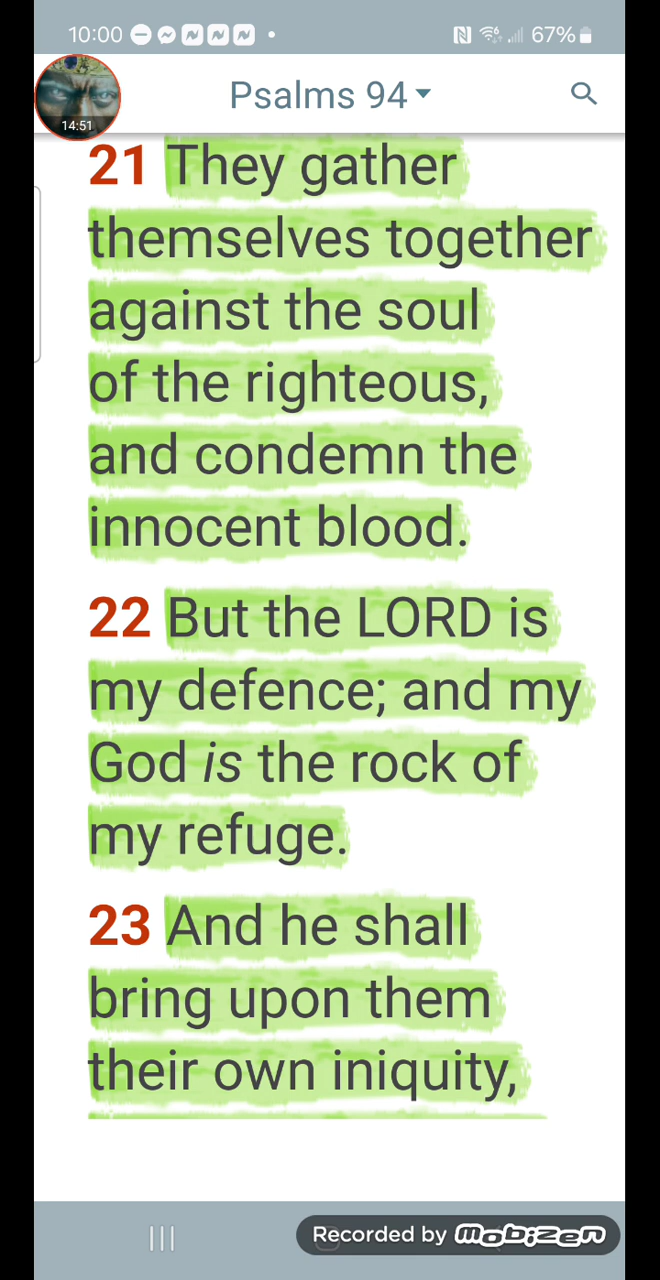 10:00 67%
14:51
Psalms 94
21 They gather
themselves together
against the soul
of the righteous,
and condemn the
innocent blood.
22 But the LORD is
my defence; and my
God is the rock of
my refuge.
23 And he shall
bring upon them
their own iniquity,
Recorded by mobizen